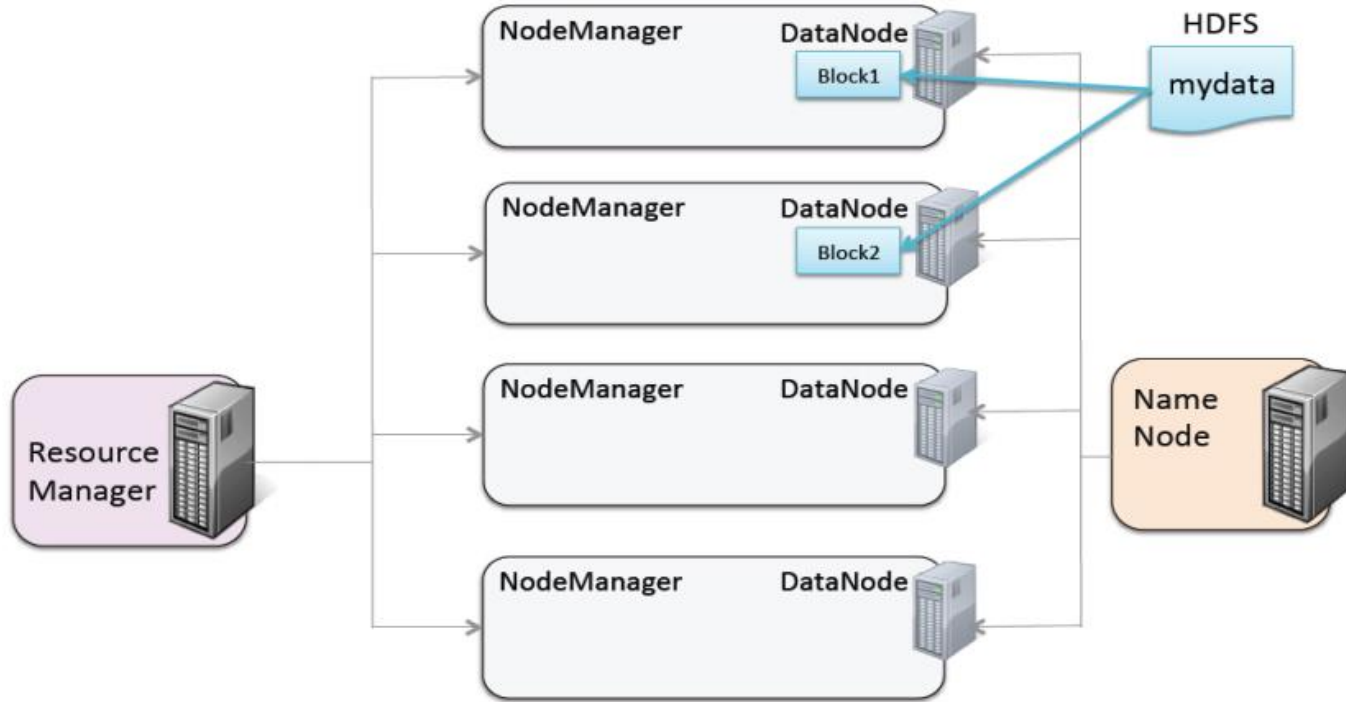 NodeManager DataNode
Block1
HDFS
mydata
NodeManager DataNode
Block2
Resource
Manager
NodeManager DataNode
Name
Node
NodeManager DataNode